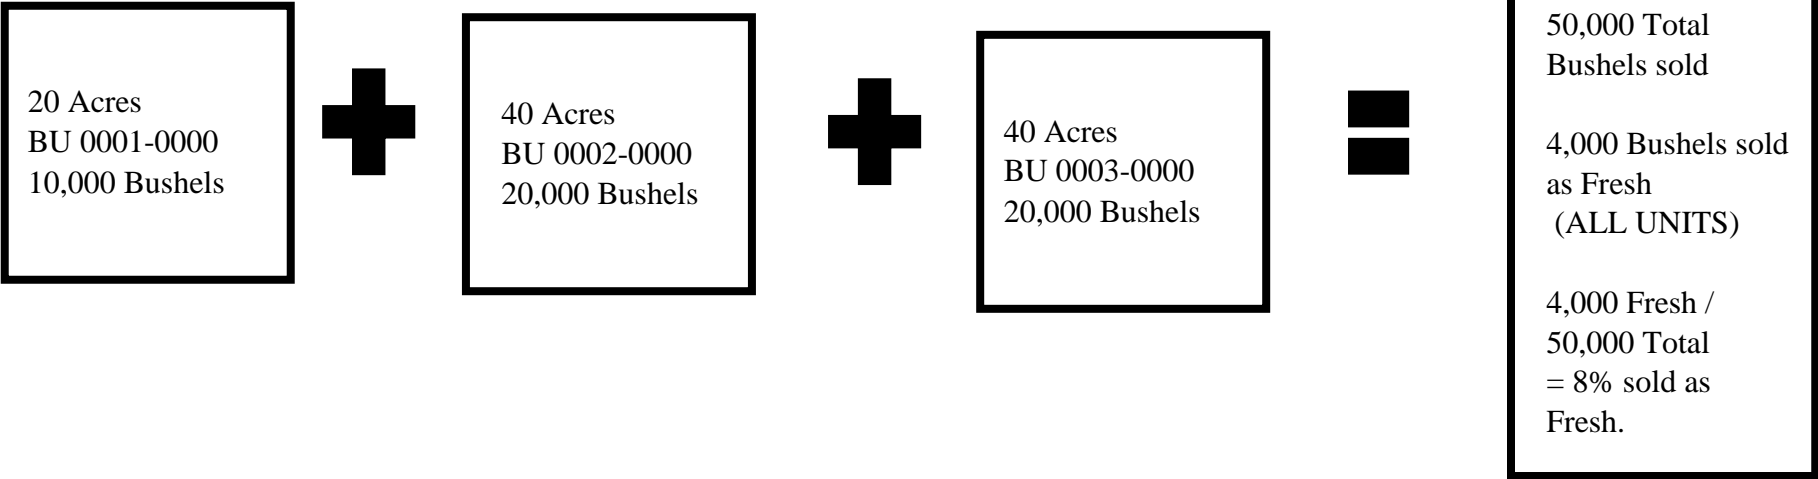 20 Acres
BU 0001-0000
10,000 Bushels
40 Acres
BU 0002-0000
20,000 Bushels
40 Acres
BU 0003-0000
20,000 Bushels
50,000 Total
Bushels sold
4,000 Bushels sold
as Fresh
(ALL UNITS)
4,000 Fresh /
50,000 Total
= 8% sold as
Fresh.